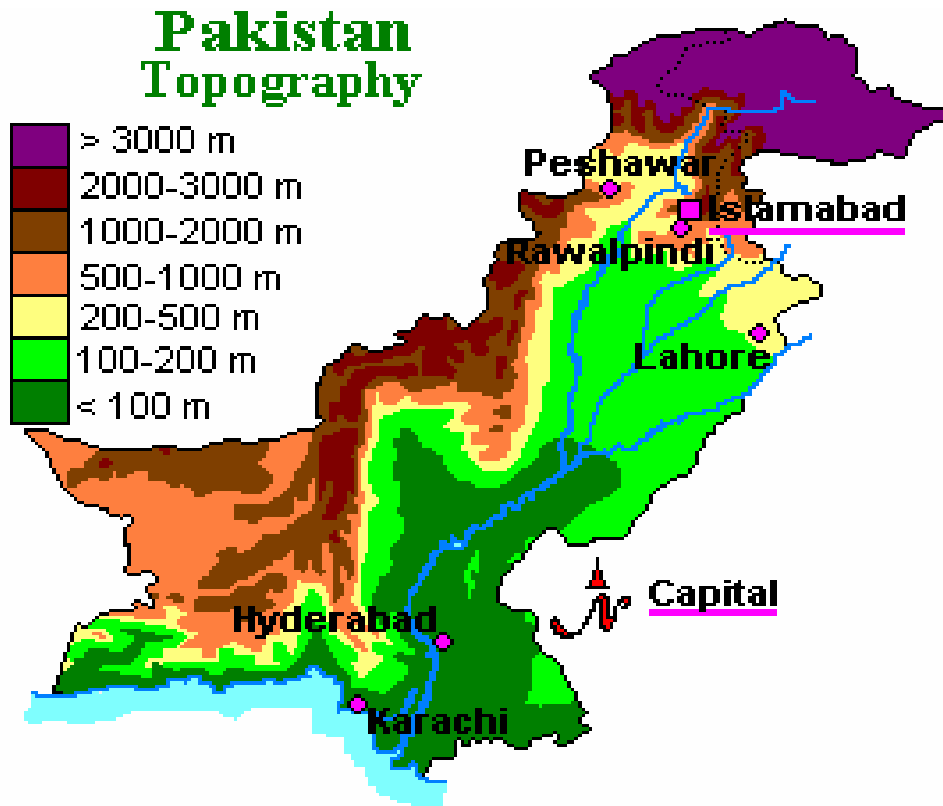 Pakistan
Topography
> 3000 m
2000-3000 m
1000-2000 m
500-1000 m
200-500 m
100-200 m
< 100 m
Peshawar
Islamabad
Rawalpindi
Lahore
Capital
Hyderabad
Karachi
N